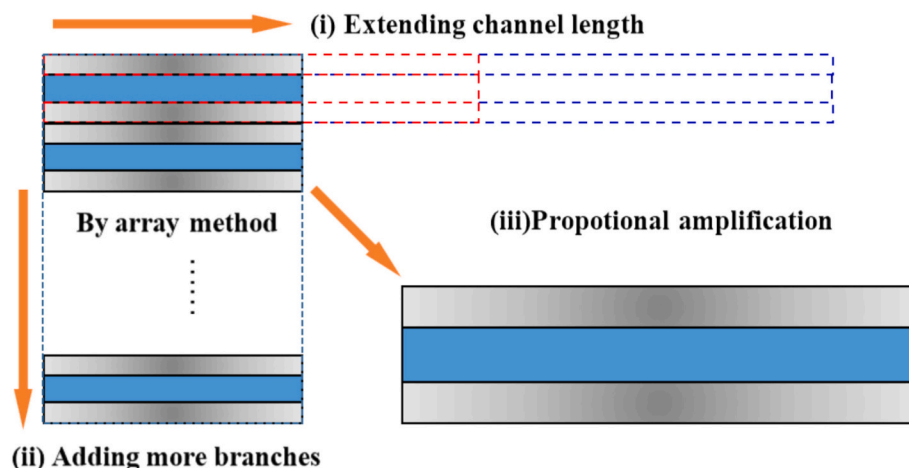 (i) Extending channel length
By array method
(iii)Propotional amplification
(ii) Adding more branches